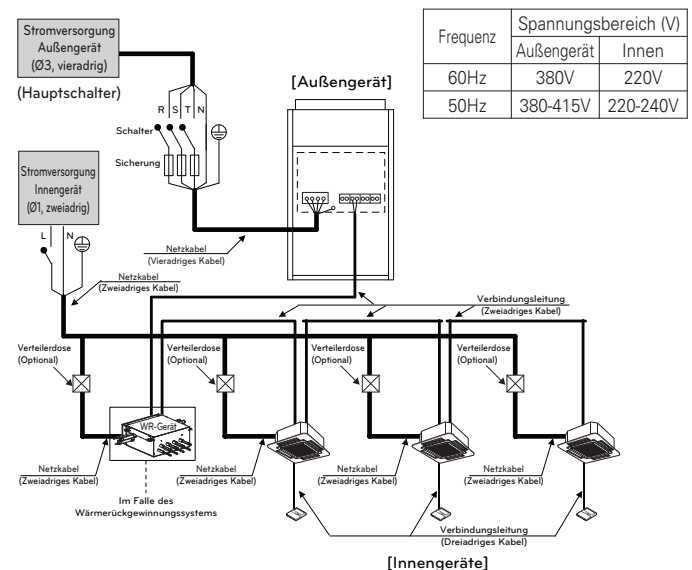 Stromversorgung
Außengerät
(Ø3, vieradrig)
(Hauptschalter)
R S T N
Schalter
Sicherung
[Außengerät]
Frequenz
Spannungsbereich (V)
Außengerät
Innen
60Hz
380V
220V
50Hz
380-415V
220-240V
Stromversorgung
Innengerät
(Ø1, zweiadrig)
L N
Netzkabel
(Vieradriges Kabel)
Netzkabel
(Zweiadriges Kabel)
Verbindungsleitung
(Zweiadriges Kabel)
Verteilerdose
(Optional)
Verteilerdose
(Optional)
Verteilerdose
(Optional)
Verteilerdose
(Optional)
WR-Gerät
Netzkabel
(Zweiadriges Kabel)
Netzkabel
(Zweiadriges Kabel)
Netzkabel
(Zweiadriges Kabel)
Netzkabel
(Zweiadriges Kabel)
Im Falle des
Wärmerückgewinnungssystems
Verbindungsleitung
(Dreiadriges Kabel)
[Innengeräte]